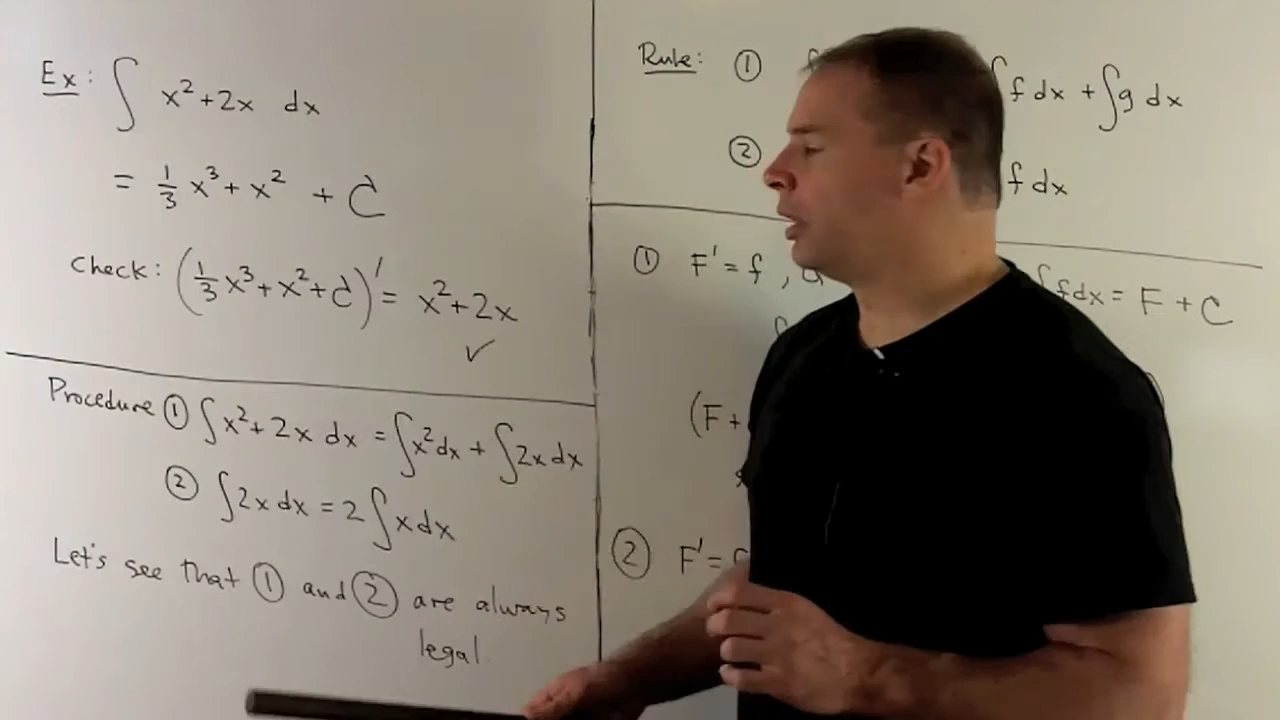 Ex: ∫ x²+2x dx
= 1/3 x³ + x² + C
Check: (1/3 x³+x²+C)' = x²+2x
✓
Procedure ① ∫x²+2x dx = ∫x²dx + ∫2x dx
② ∫2x dx = 2∫x dx
Let's see that ① and ② are always
legal.
Rule: ① ∫f dx + ∫g dx
② f dx
① F' = f , ∫f dx = F + C
(F +
② F' =